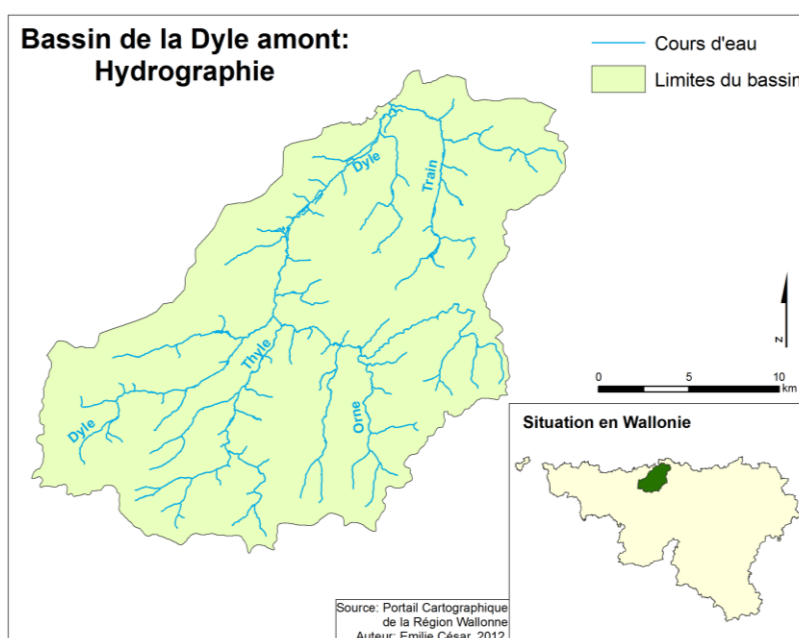 Bassin de la Dyle amont:
Hydrographie
Cours d'eau
Limites du bassin
Dyle
Train
Thyle
Orne
Dyle
z
0 5 10
km
Situation en Wallonie
Source: Portail Cartographique
de la Région Wallonne
Auteur: Emilie César, 2012